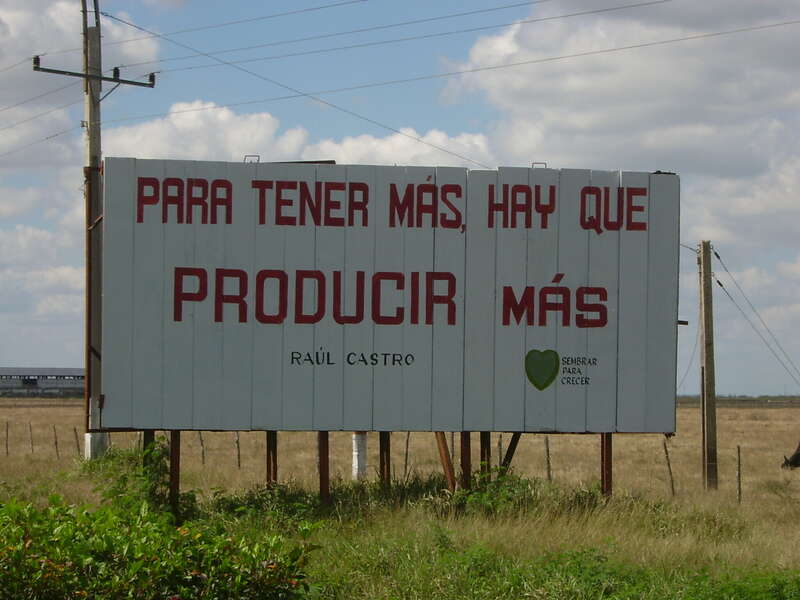 PARA TENER MÁS, HAY QUE
PRODUCIR MÁS
RAÚL CASTRO
SEMBRAR
PARA
CRECER